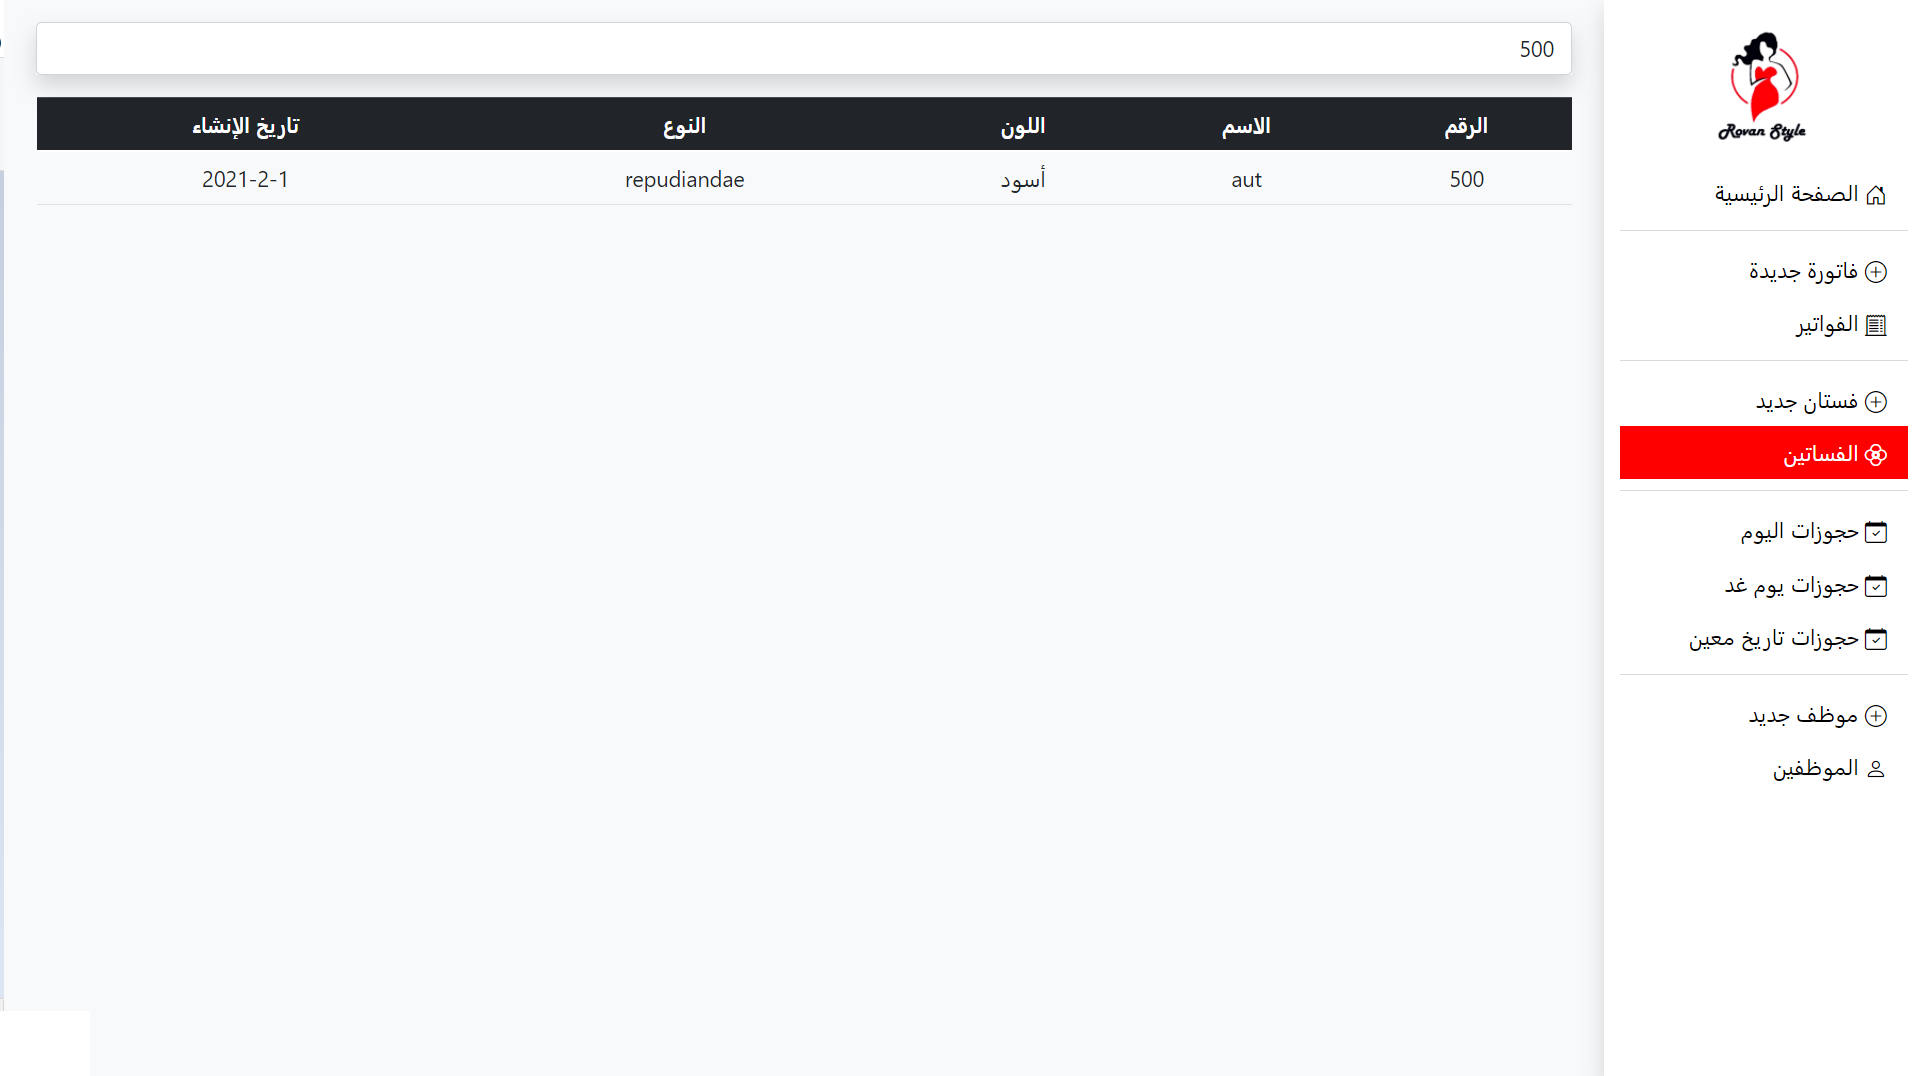 Rovan Style
الصفحة الرئيسية
فاتورة جديدة
الفواتير
فستان جديد
الفساتين
حجوزات اليوم
حجوزات يوم غد
حجوزات تاريخ معين
موظف جديد
الموظفين
500
الرقم الاسم اللون النوع تاريخ الإنشاء
500 aut أسود repudiandae 2021-2-1